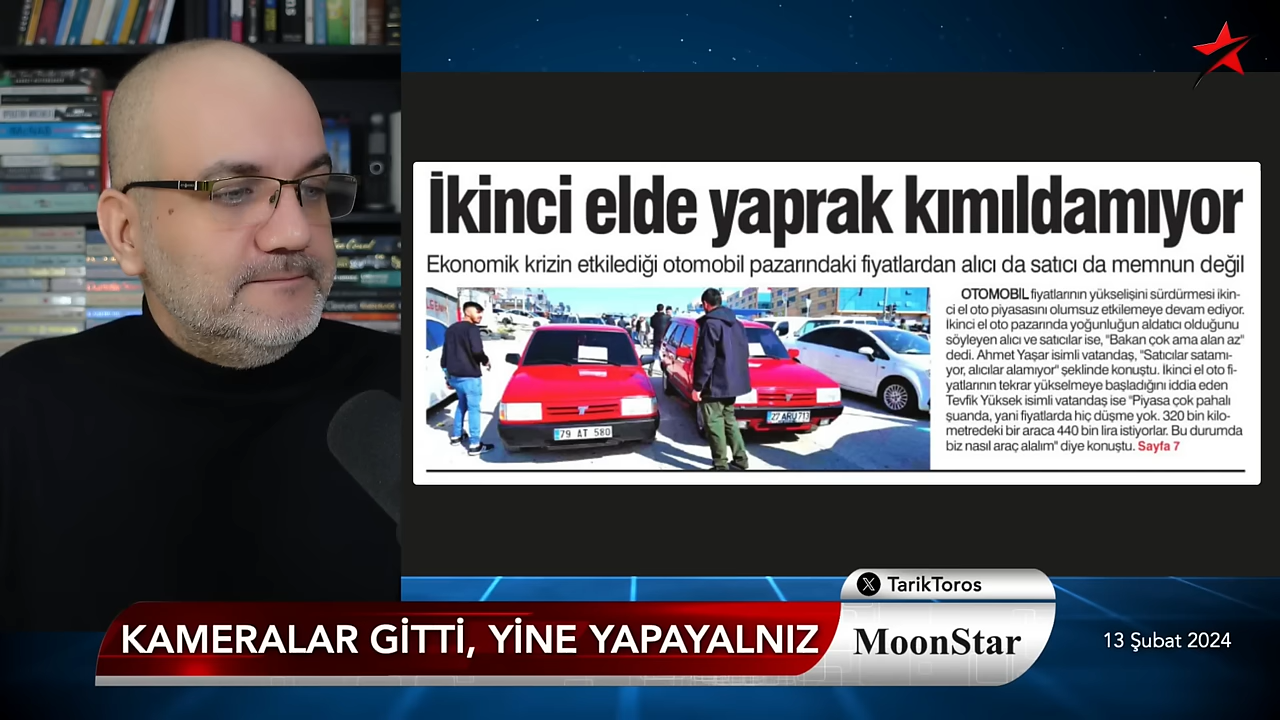 İkinci elde yaprak kımıldamıyor
Ekonomik krizin etkilediği otomobil pazarındaki fiyatlardan alıcı da satıcı da memnun değil
OTOMOBİL fiyatlarının yükselişini sürdürmesi ikin-
ci el oto piyasasını olumsuz etkilemeye devam ediyor.
İkinci el oto pazarında yoğunluğun aldatıcı olduğunu
söyleyen alıcı ve satıcılar ise, "Bakan çok ama alan az"
dedi. Ahmet Yaşar isimli vatandaş, "Satıcılar satamı-
yor, alıcılar alamıyor" şeklinde konuştu. İkinci el oto fi-
yatlarının tekrar yükselmeye başladığını iddia eden
Tevfik Yüksek isimli vatandaş ise "Piyasa çok pahalı
şuanda, yani fiyatlarda hiç düşme yok. 320 bin kilo-
metredeki bir araca 440 bin lira istiyorlar. Bu durumda
biz nasıl araç alalım" diye konuştu. Sayfa 7
79 AT 580
27 ARU 713
X TarikToros
KAMERALAR GİTTİ, YİNE YAPAYALNIZ
MoonStar
13 Şubat 2024